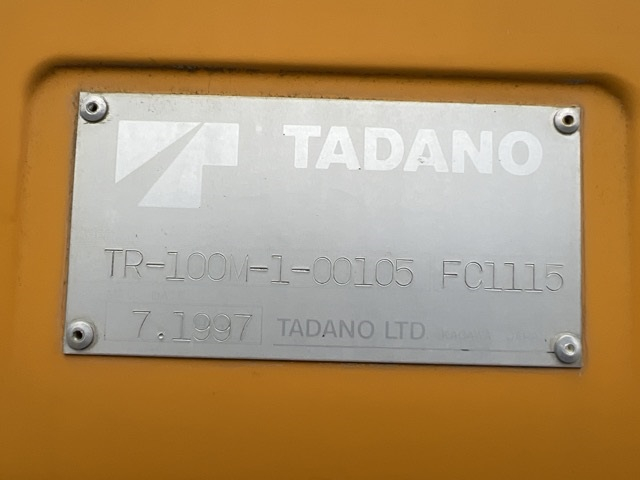 TADANO
TR-100M-1-00105 FC1115
7.1997 TADANO LTD